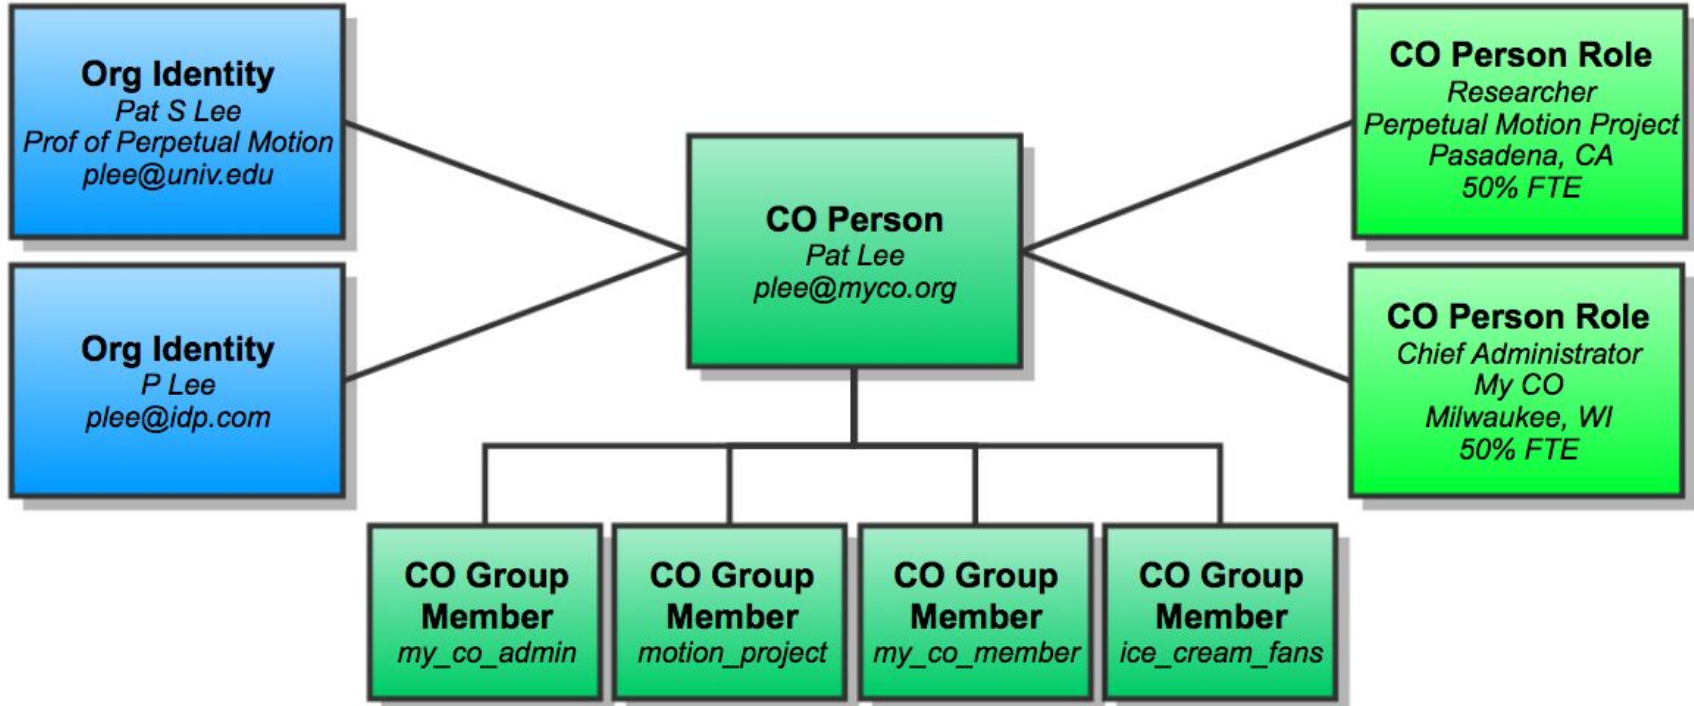 Org Identity
Pat S Lee
Prof of Perpetual Motion
plee@univ.edu
Org Identity
P Lee
plee@idp.com
CO Person
Pat Lee
plee@myco.org
CO Person Role
Researcher
Perpetual Motion Project
Pasadena, CA
50% FTE
CO Person Role
Chief Administrator
My CO
Milwaukee, WI
50% FTE
CO Group
Member
my_co_admin
CO Group
Member
motion_project
CO Group
Member
my_co_member
CO Group
Member
ice_cream_fans